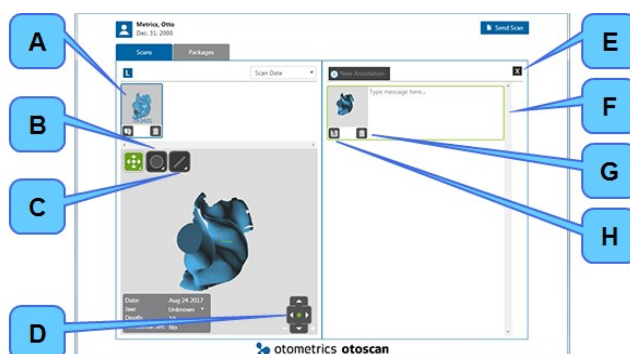 A
B
C
D
E
F
G
H
Metrics, Otto
Dec. 31, 2000
Send Scan
Scans
Packages
L
Scan Date
New Annotation
X
Type message here...
Date: Aug 24 2017
Jaw: Unknown
Depth:
No
otometrics otoscan